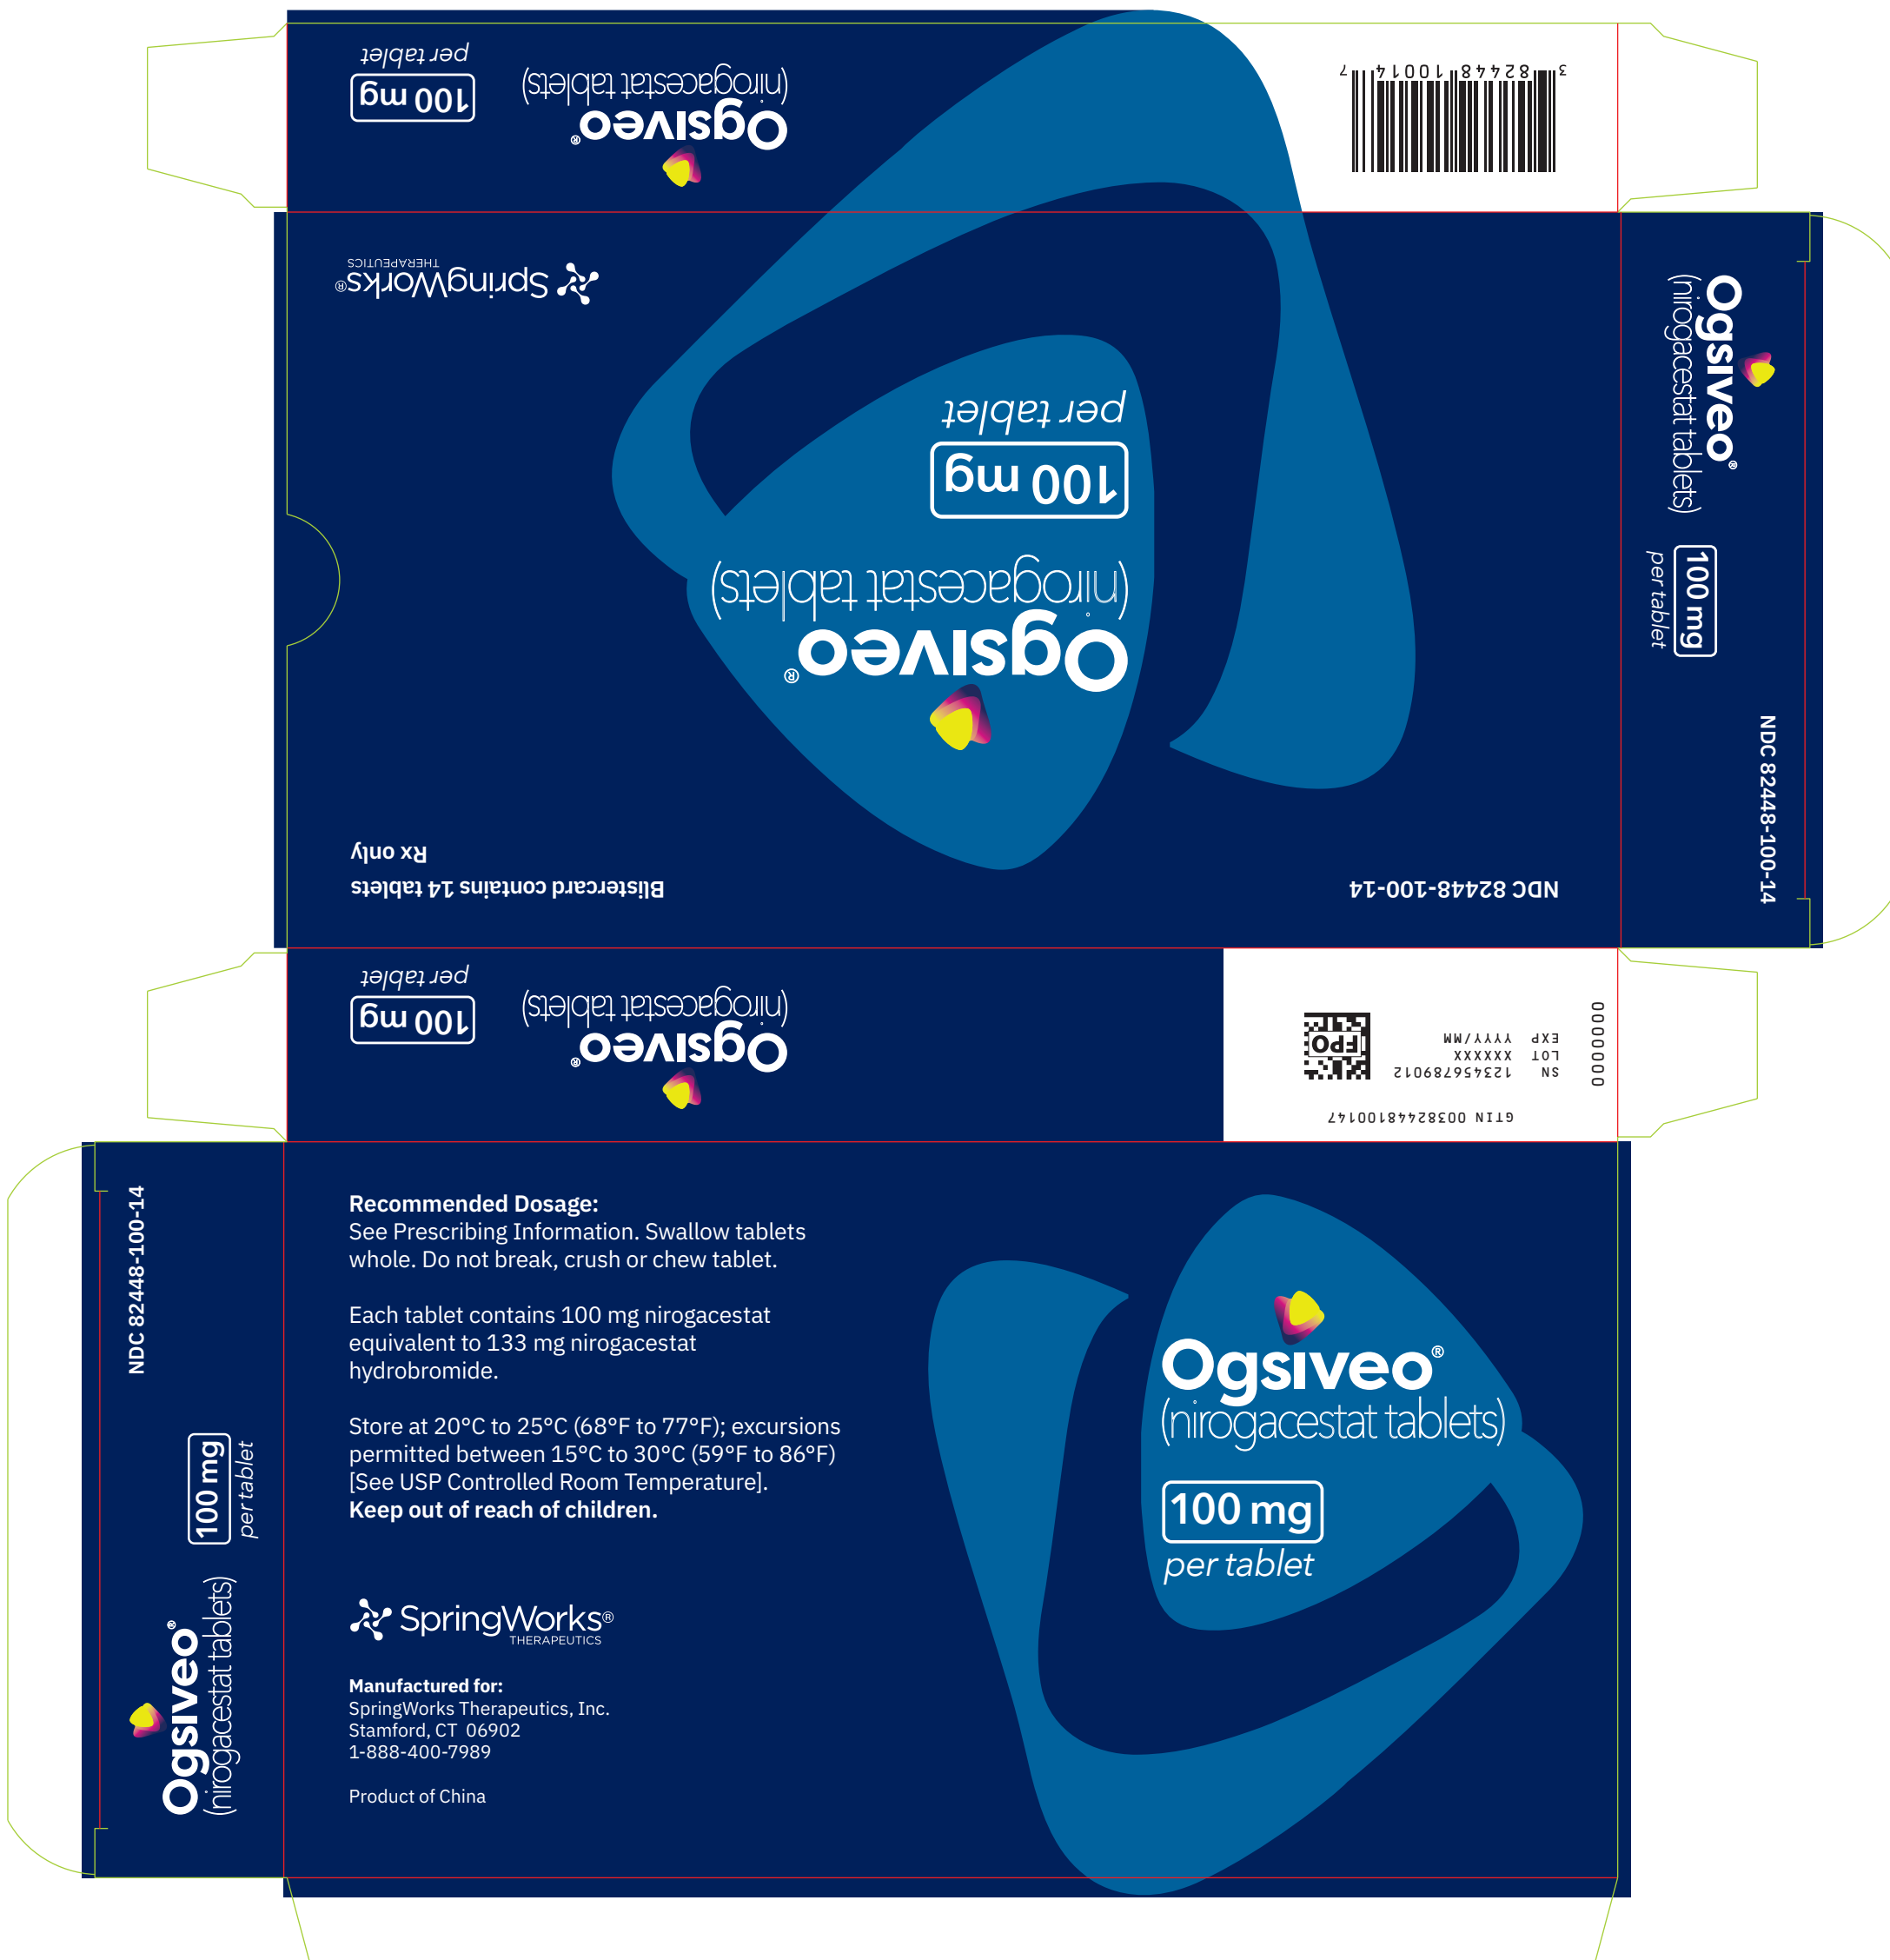 Ogsiveo®
(nirogacestat tablets)
100 mg
per tablet
3 82448 10014 7
SpringWorks®
THERAPEUTICS
Ogsiveo®
(nirogacestat tablets)
100 mg
per tablet
NDC 82448-100-14
Blistercard contains 14 tablets
Rx only
Ogsiveo®
(nirogacestat tablets)
100 mg
per tablet
NDC 82448-100-14
Ogsiveo®
(nirogacestat tablets)
100 mg
per tablet
GTIN 00382448100147
SN 123456789012
LOT XXXXXX
EXP YYYY/MM
FPO
0000000
NDC 82448-100-14
100 mg
per tablet
Ogsiveo®
(nirogacestat tablets)
Recommended Dosage:
See Prescribing Information. Swallow tablets
whole. Do not break, crush or chew tablet.
Each tablet contains 100 mg nirogacestat
equivalent to 133 mg nirogacestat
hydrobromide.
Store at 20°C to 25°C (68°F to 77°F); excursions
permitted between 15°C to 30°C (59°F to 86°F)
[See USP Controlled Room Temperature].
Keep out of reach of children.
SpringWorks®
THERAPEUTICS
Manufactured for:
SpringWorks Therapeutics, Inc.
Stamford, CT 06902
1-888-400-7989
Product of China
Ogsiveo®
(nirogacestat tablets)
100 mg
per tablet